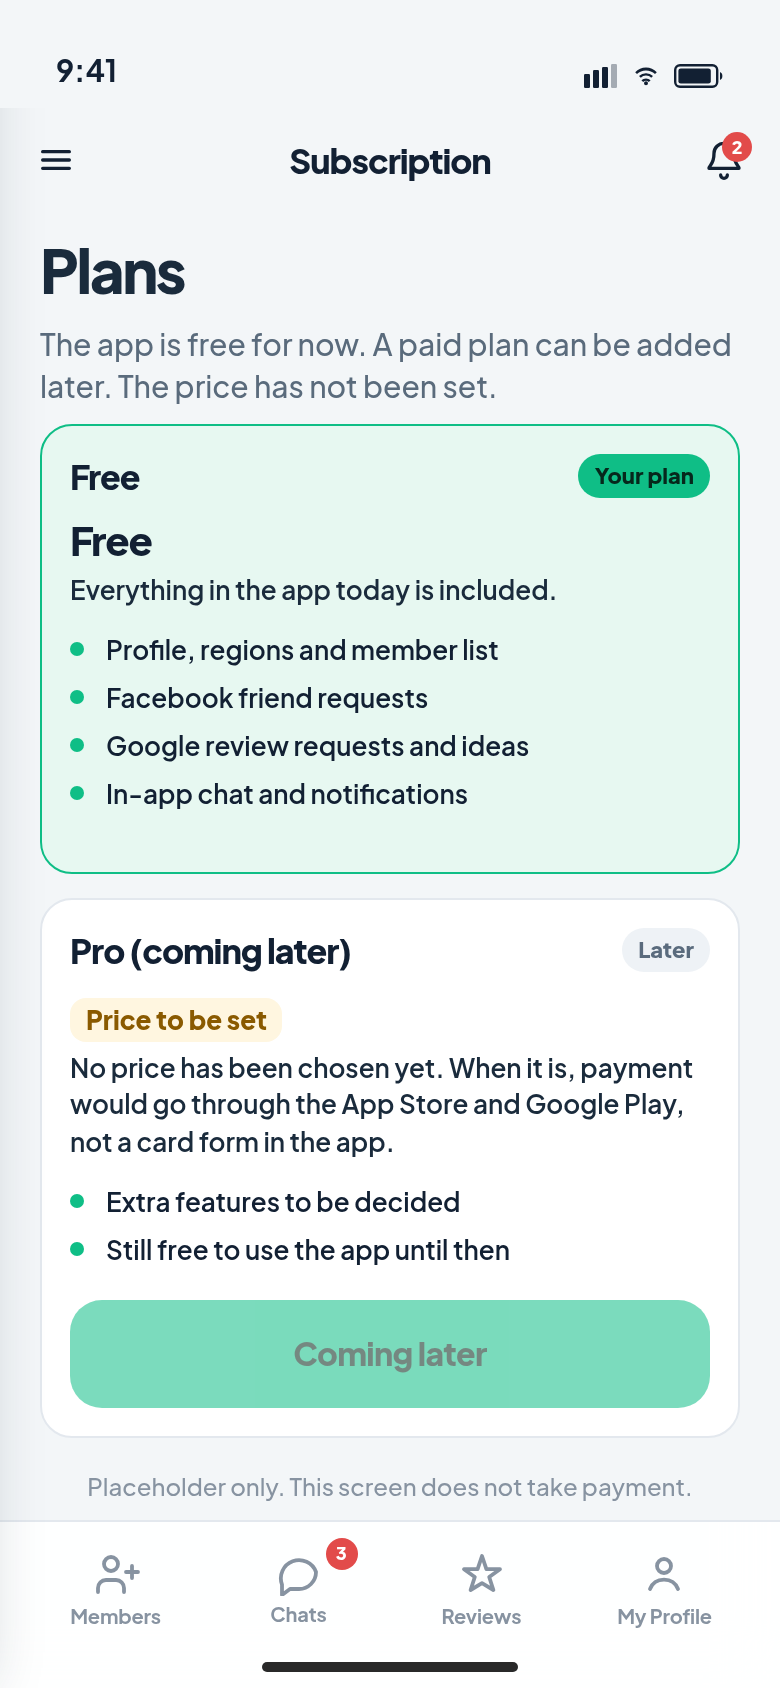 9:41
Subscription
2
Plans
The app is free for now. A paid plan can be added
later. The price has not been set.
Free
Your plan
Free
Everything in the app today is included.
Profile, regions and member list
Facebook friend requests
Google review requests and ideas
In-app chat and notifications
Pro (coming later)
Later
Price to be set
No price has been chosen yet. When it is, payment
would go through the App Store and Google Play,
not a card form in the app.
Extra features to be decided
Still free to use the app until then
Coming later
Placeholder only. This screen does not take payment.
3
Members
Chats
Reviews
My Profile